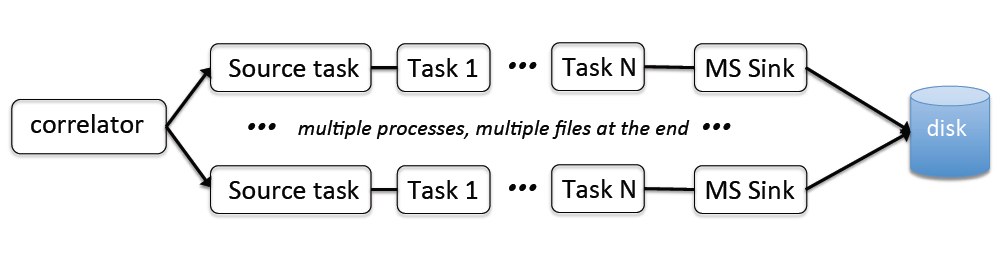 Source task Task 1 ••• Task N MS Sink
correlator
••• multiple processes, multiple files at the end •••
disk
Source task Task 1 ••• Task N MS Sink